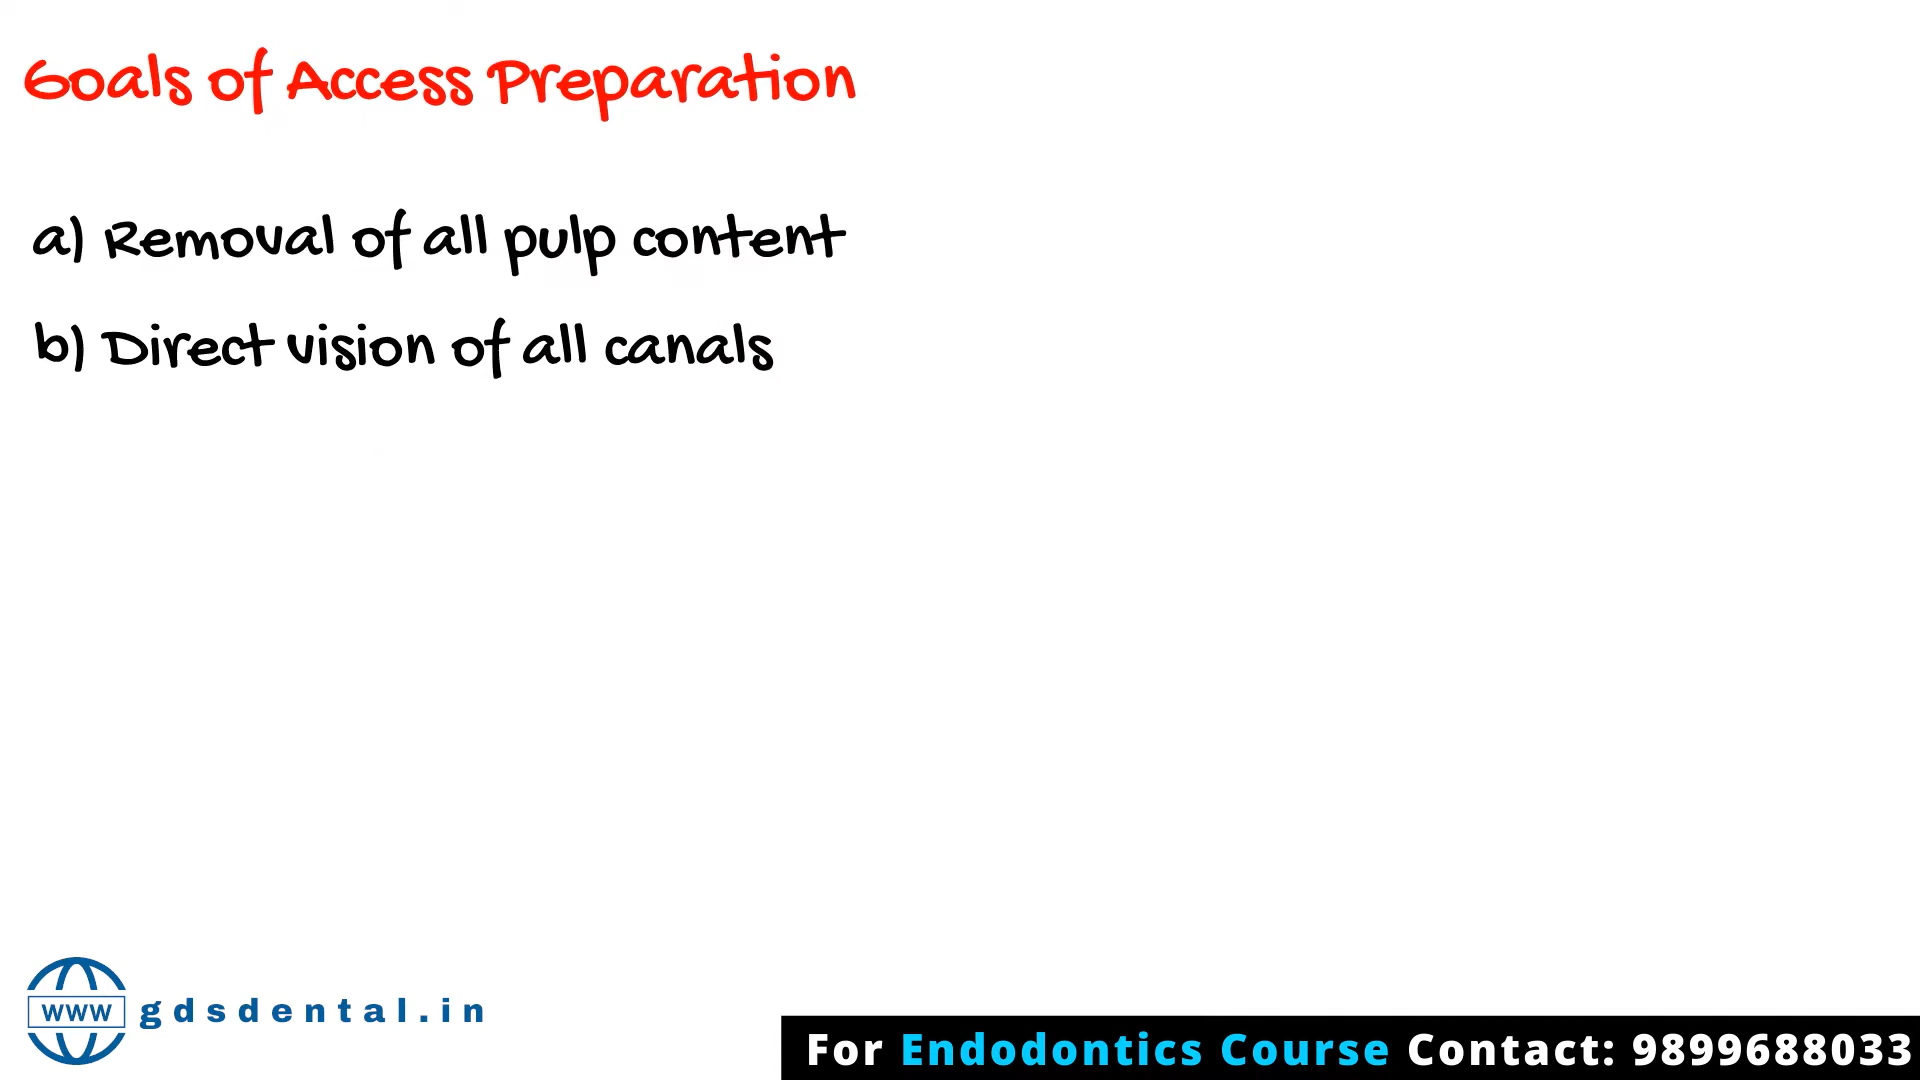 Goals of Access Preparation
a) Removal of all pulp content
b) Direct vision of all canals
www gdsdental.in
For Endodontics Course Contact: 9899688033